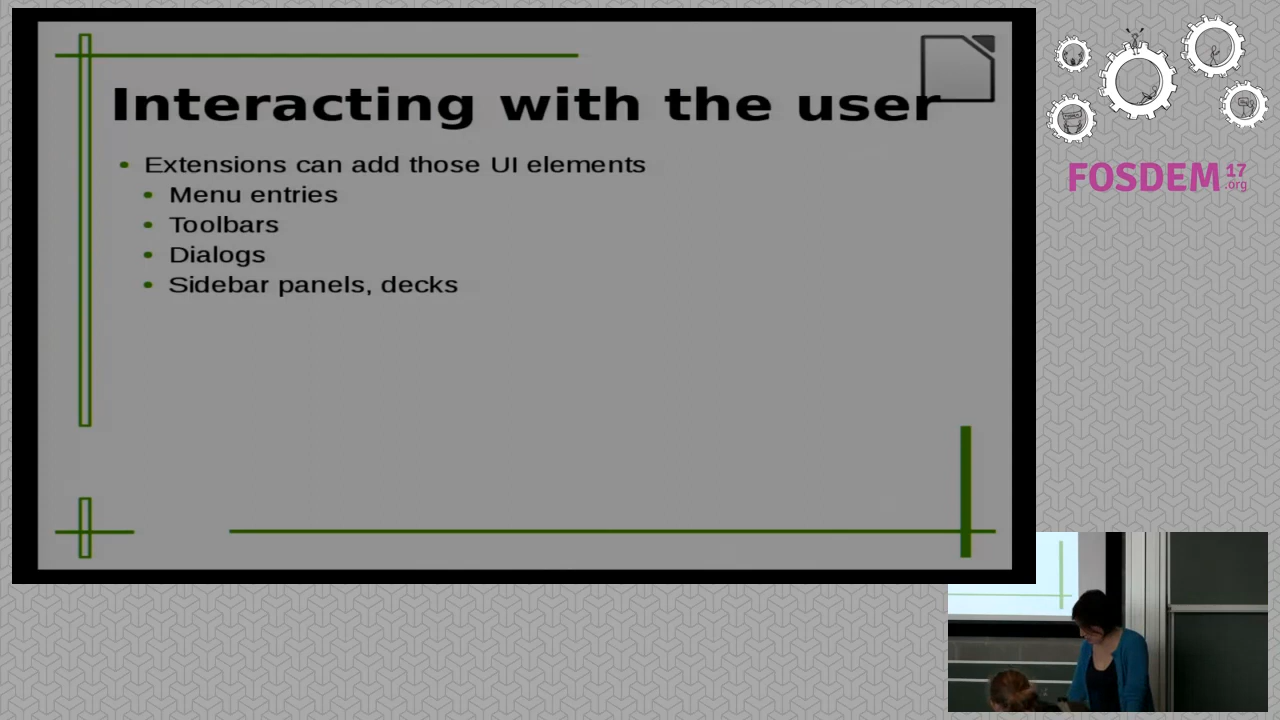 Interacting with the user
Extensions can add those UI elements
Menu entries
Toolbars
Dialogs
Sidebar panels, decks
FOSDEM 17
.org